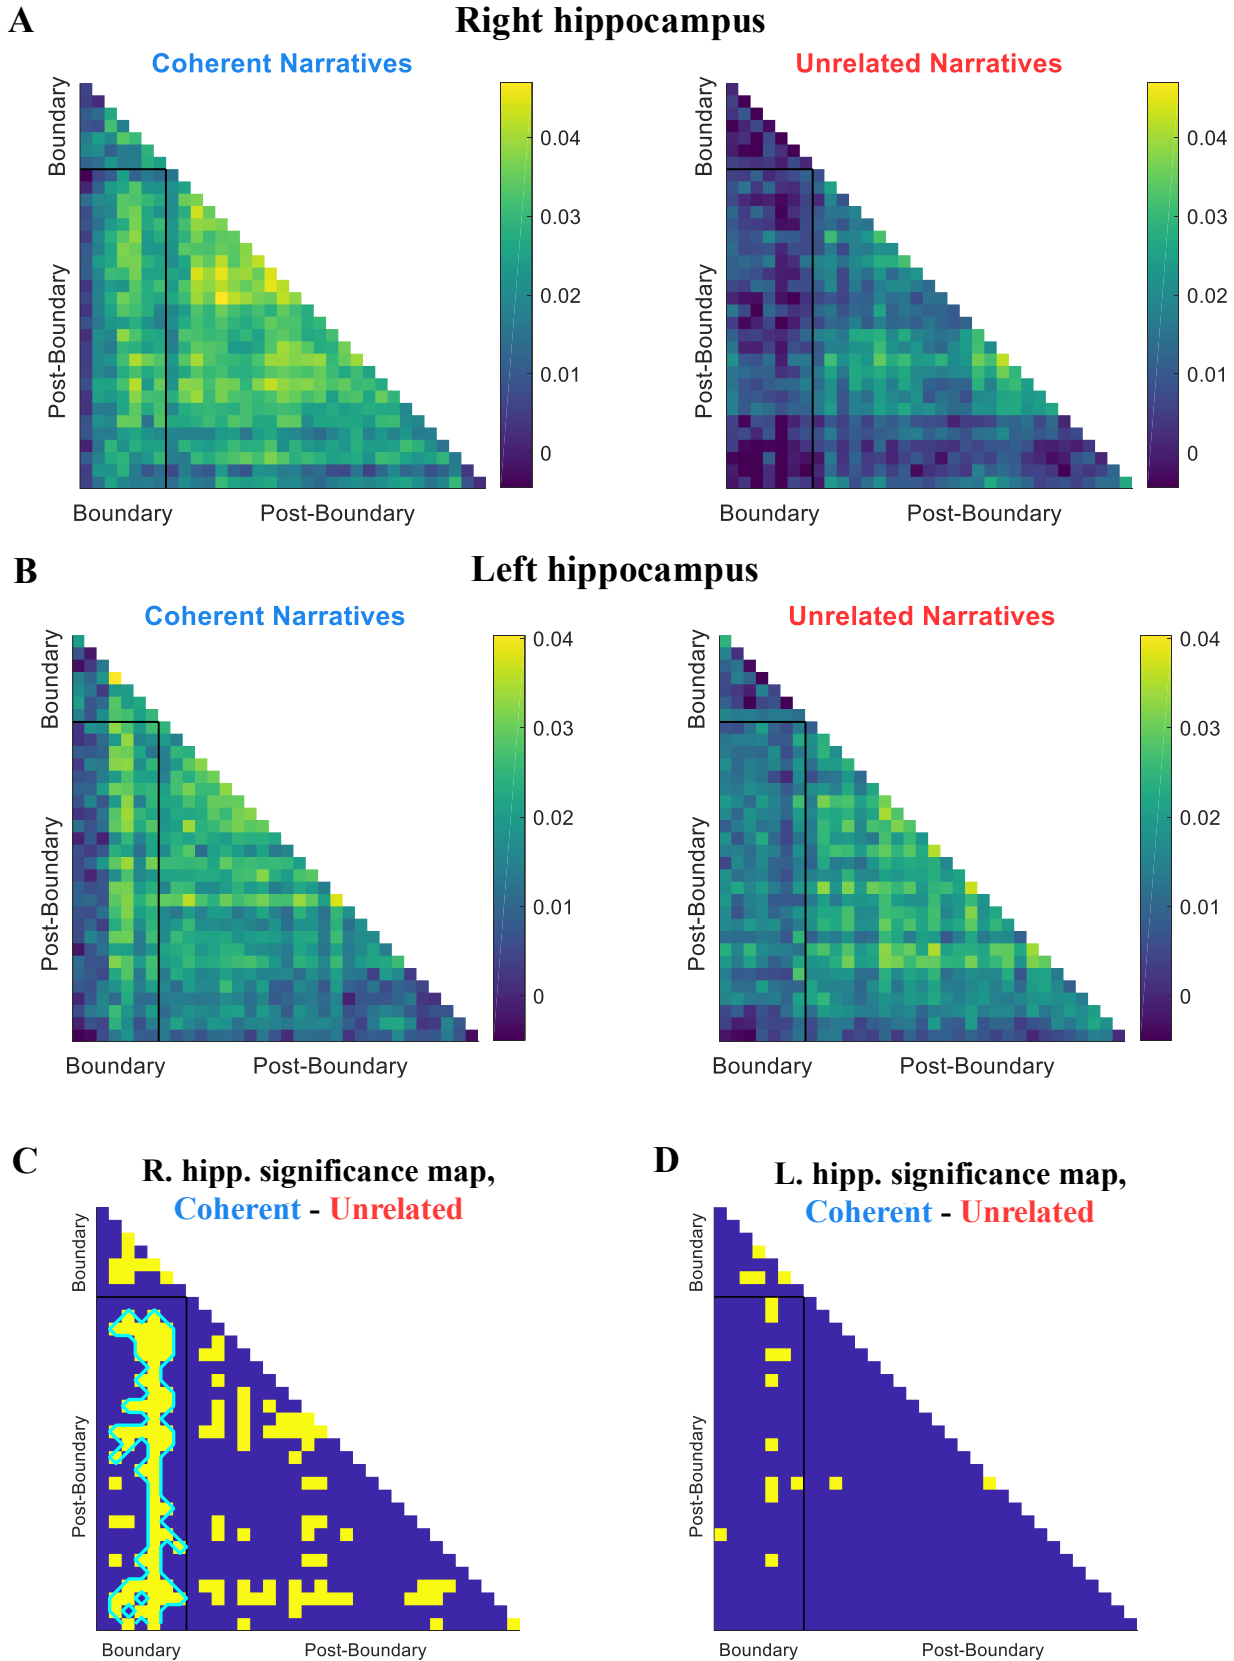 A
Right hippocampus
Coherent Narratives
Unrelated Narratives
Boundary
Post-Boundary
0.04
0.03
0.02
0.01
0
Boundary
Post-Boundary
Boundary
Post-Boundary
0.04
0.03
0.02
0.01
0
Boundary
Post-Boundary
B
Left hippocampus
Coherent Narratives
Unrelated Narratives
Boundary
Post-Boundary
0.04
0.03
0.02
0.01
0
Boundary
Post-Boundary
Boundary
Post-Boundary
0.04
0.03
0.02
0.01
0
Boundary
Post-Boundary
C
R. hipp. significance map,
Coherent - Unrelated
Boundary
Post-Boundary
Boundary
Post-Boundary
D
L. hipp. significance map,
Coherent - Unrelated
Boundary
Post-Boundary
Boundary
Post-Boundary